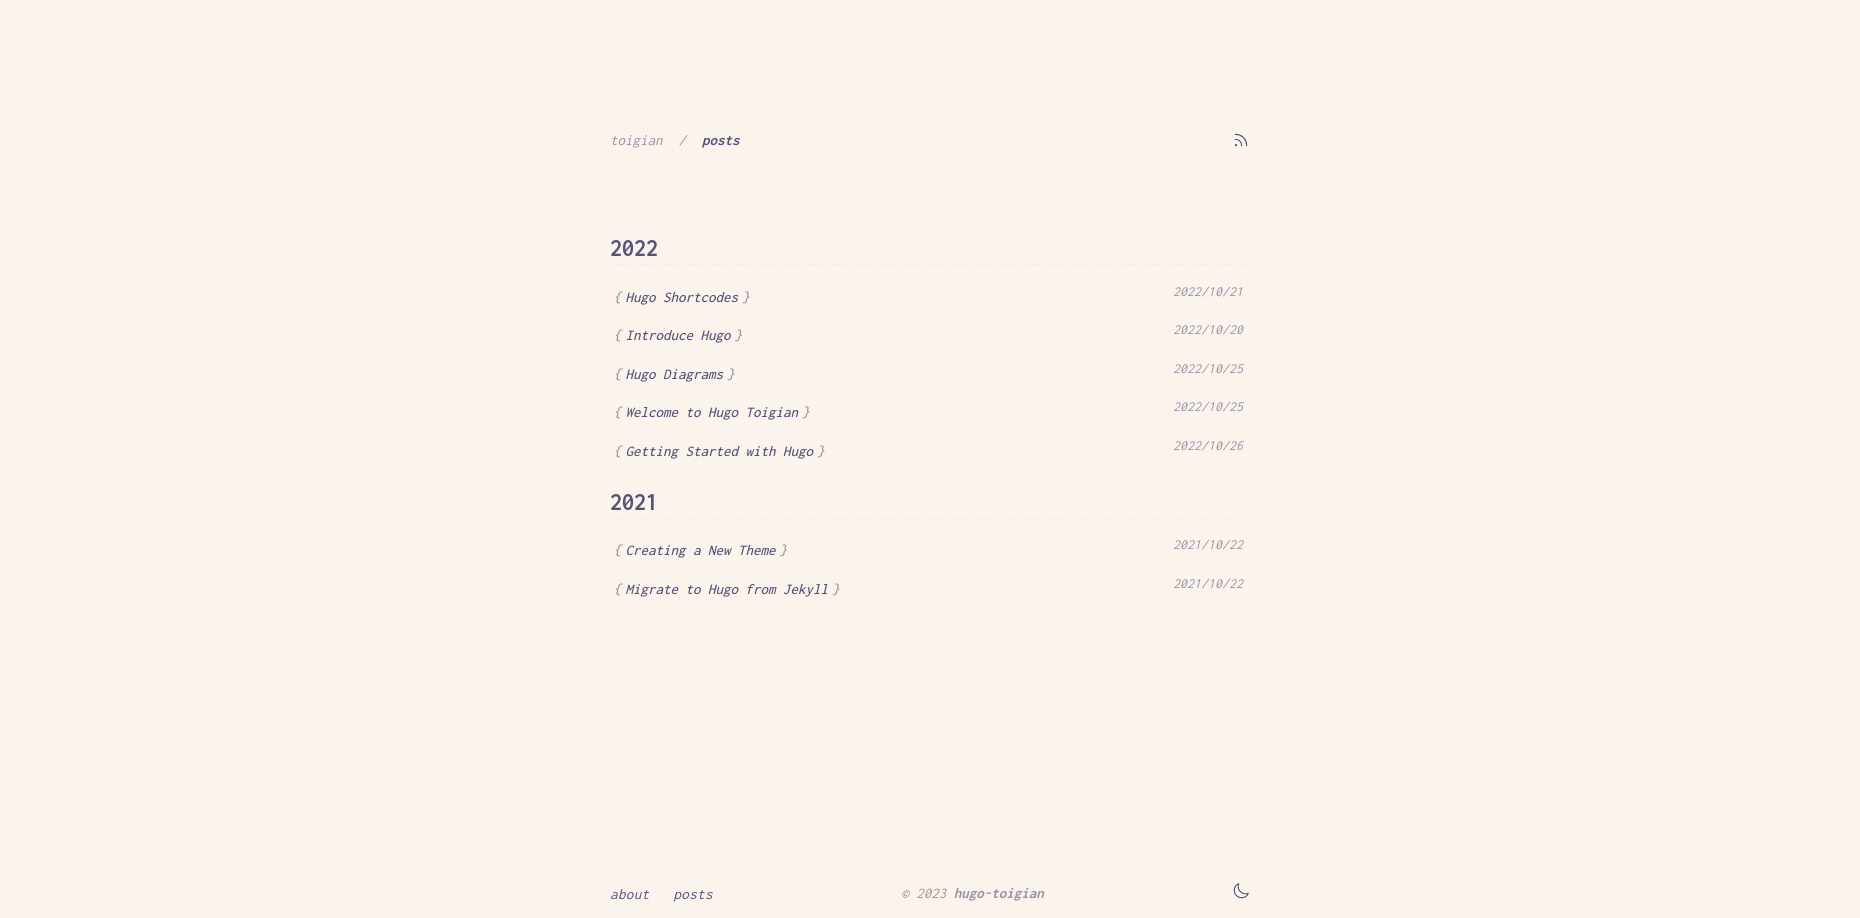 toigian / posts
2022
{ Hugo Shortcodes } 2022/10/21
{ Introduce Hugo } 2022/10/20
{ Hugo Diagrams } 2022/10/25
{ Welcome to Hugo Toigian } 2022/10/25
{ Getting Started with Hugo } 2022/10/26
2021
{ Creating a New Theme } 2021/10/22
{ Migrate to Hugo from Jekyll } 2021/10/22
about posts © 2023 hugo-toigian